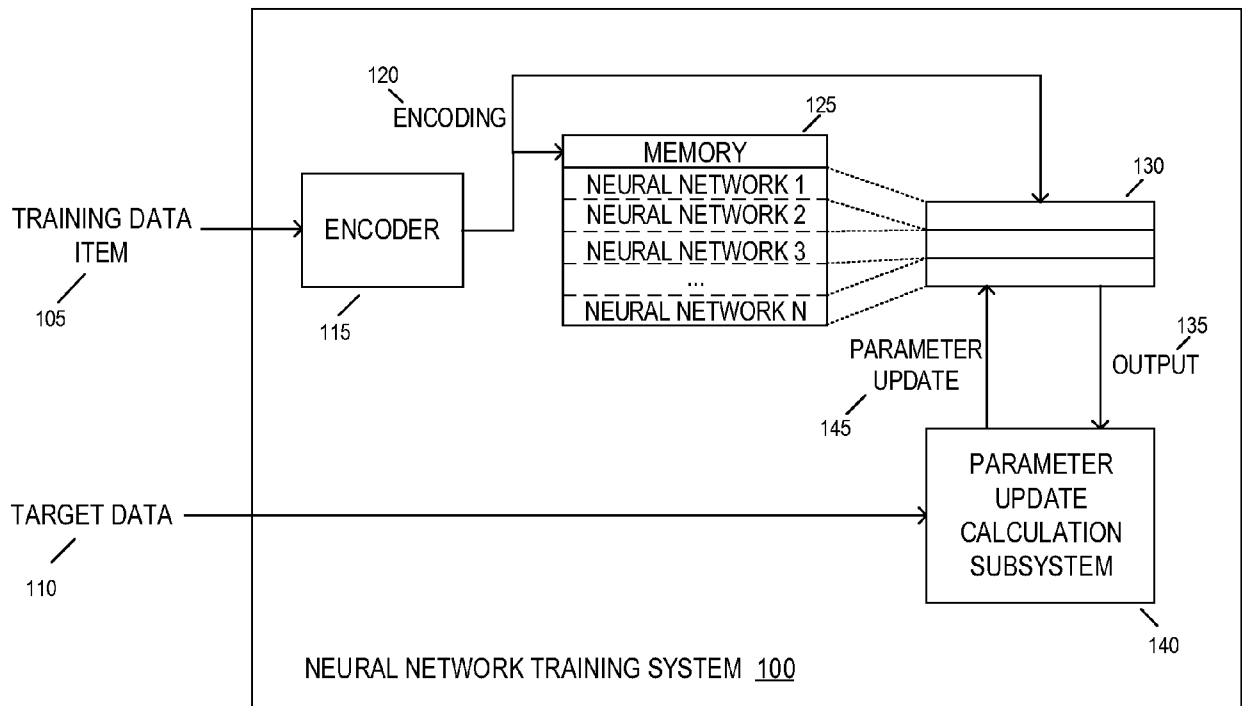 120
ENCODING
125
MEMORY
NEURAL NETWORK 1
NEURAL NETWORK 2
NEURAL NETWORK 3
...
NEURAL NETWORK N
130
TRAINING DATA
ITEM
105
ENCODER
115
PARAMETER
UPDATE
145
135
OUTPUT
TARGET DATA
110
PARAMETER
UPDATE
CALCULATION
SUBSYSTEM
140
NEURAL NETWORK TRAINING SYSTEM 100